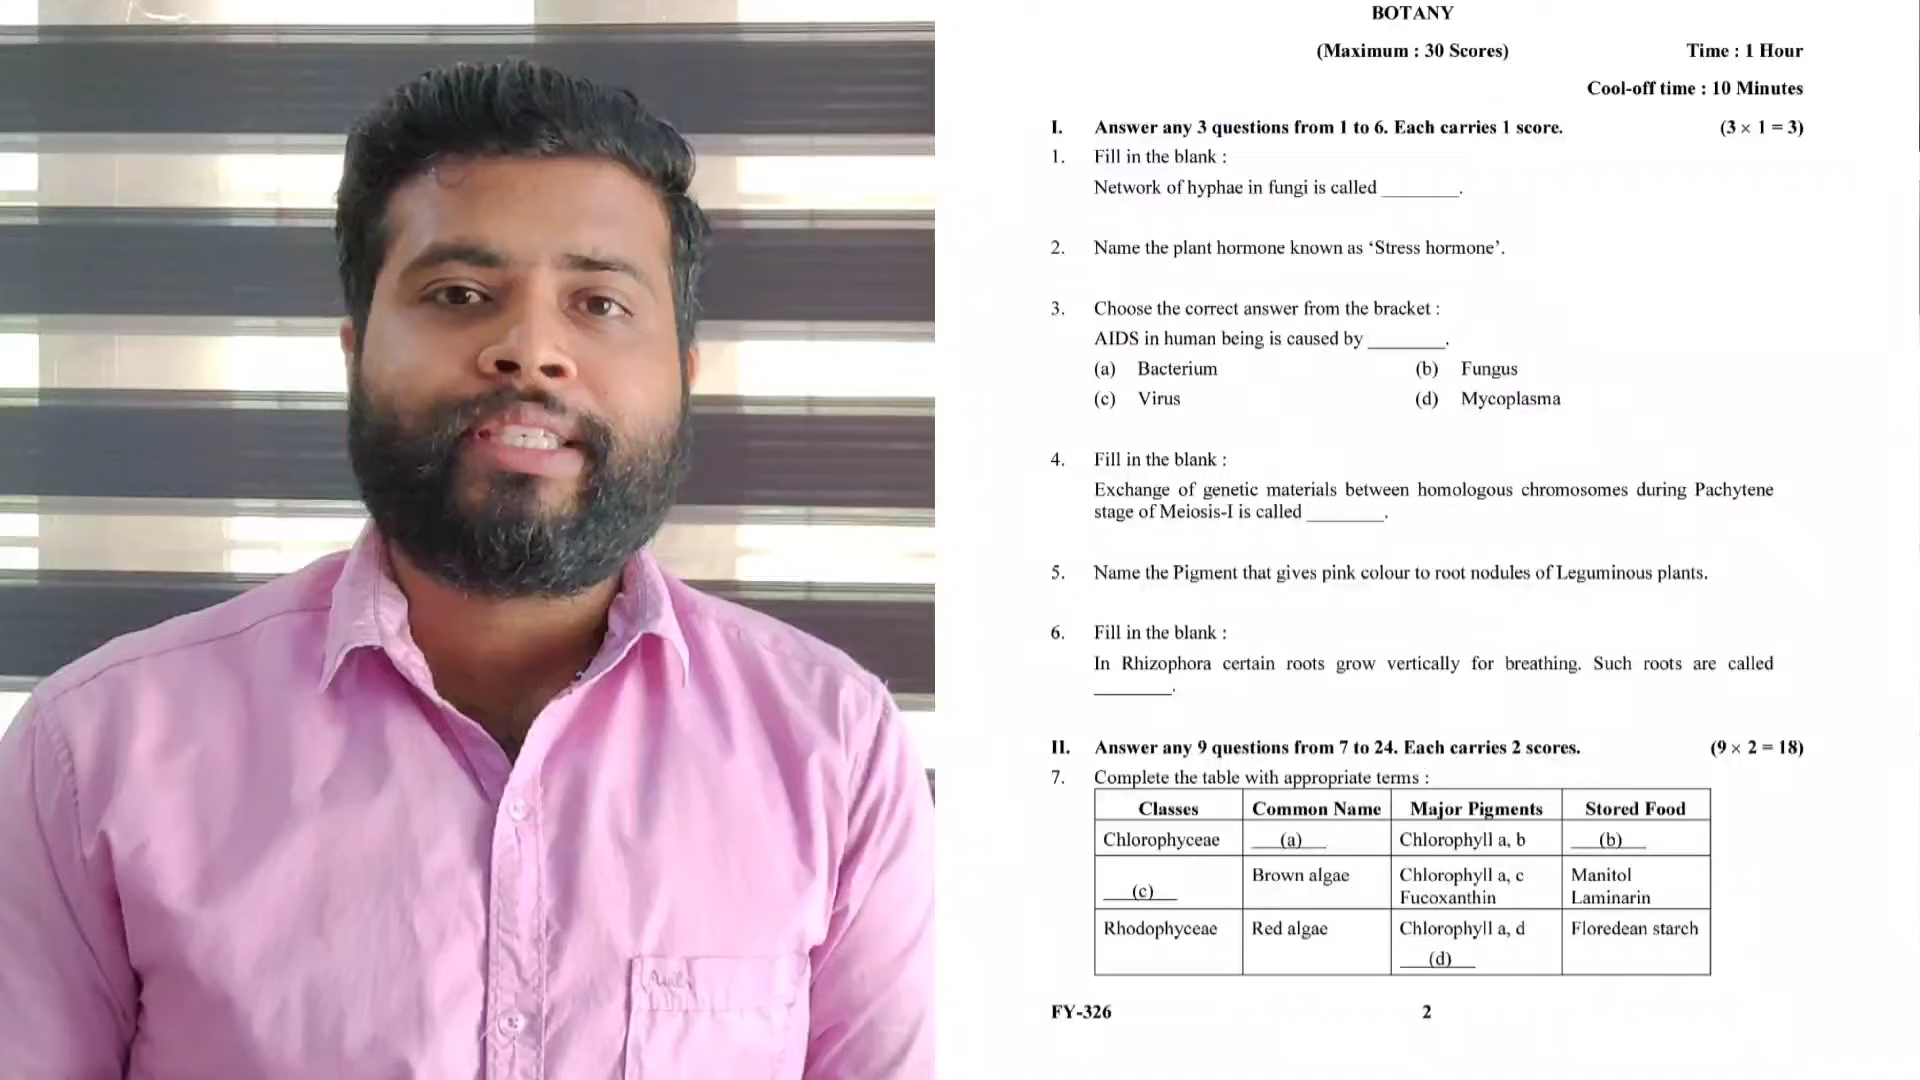 BOTANY
(Maximum : 30 Scores)
Time : 1 Hour
Cool-off time : 10 Minutes
I. Answer any 3 questions from 1 to 6. Each carries 1 score. (3 × 1 = 3)
1. Fill in the blank :
Network of hyphae in fungi is called ________.
2. Name the plant hormone known as ‘Stress hormone’.
3. Choose the correct answer from the bracket :
AIDS in human being is caused by ________.
(a) Bacterium (b) Fungus
(c) Virus (d) Mycoplasma
4. Fill in the blank :
Exchange of genetic materials between homologous chromosomes during Pachytene
stage of Meiosis-I is called ________.
5. Name the Pigment that gives pink colour to root nodules of Leguminous plants.
6. Fill in the blank :
In Rhizophora certain roots grow vertically for breathing. Such roots are called
________.
II. Answer any 9 questions from 7 to 24. Each carries 2 scores. (9 × 2 = 18)
7. Complete the table with appropriate terms :
Classes Common Name Major Pigments Stored Food
Chlorophyceae (a) Chlorophyll a, b (b)
(c) Brown algae Chlorophyll a, c Manitol
Fucoxanthin Laminarin
Rhodophyceae Red algae Chlorophyll a, d Floredean starch
(d)
FY-326 2